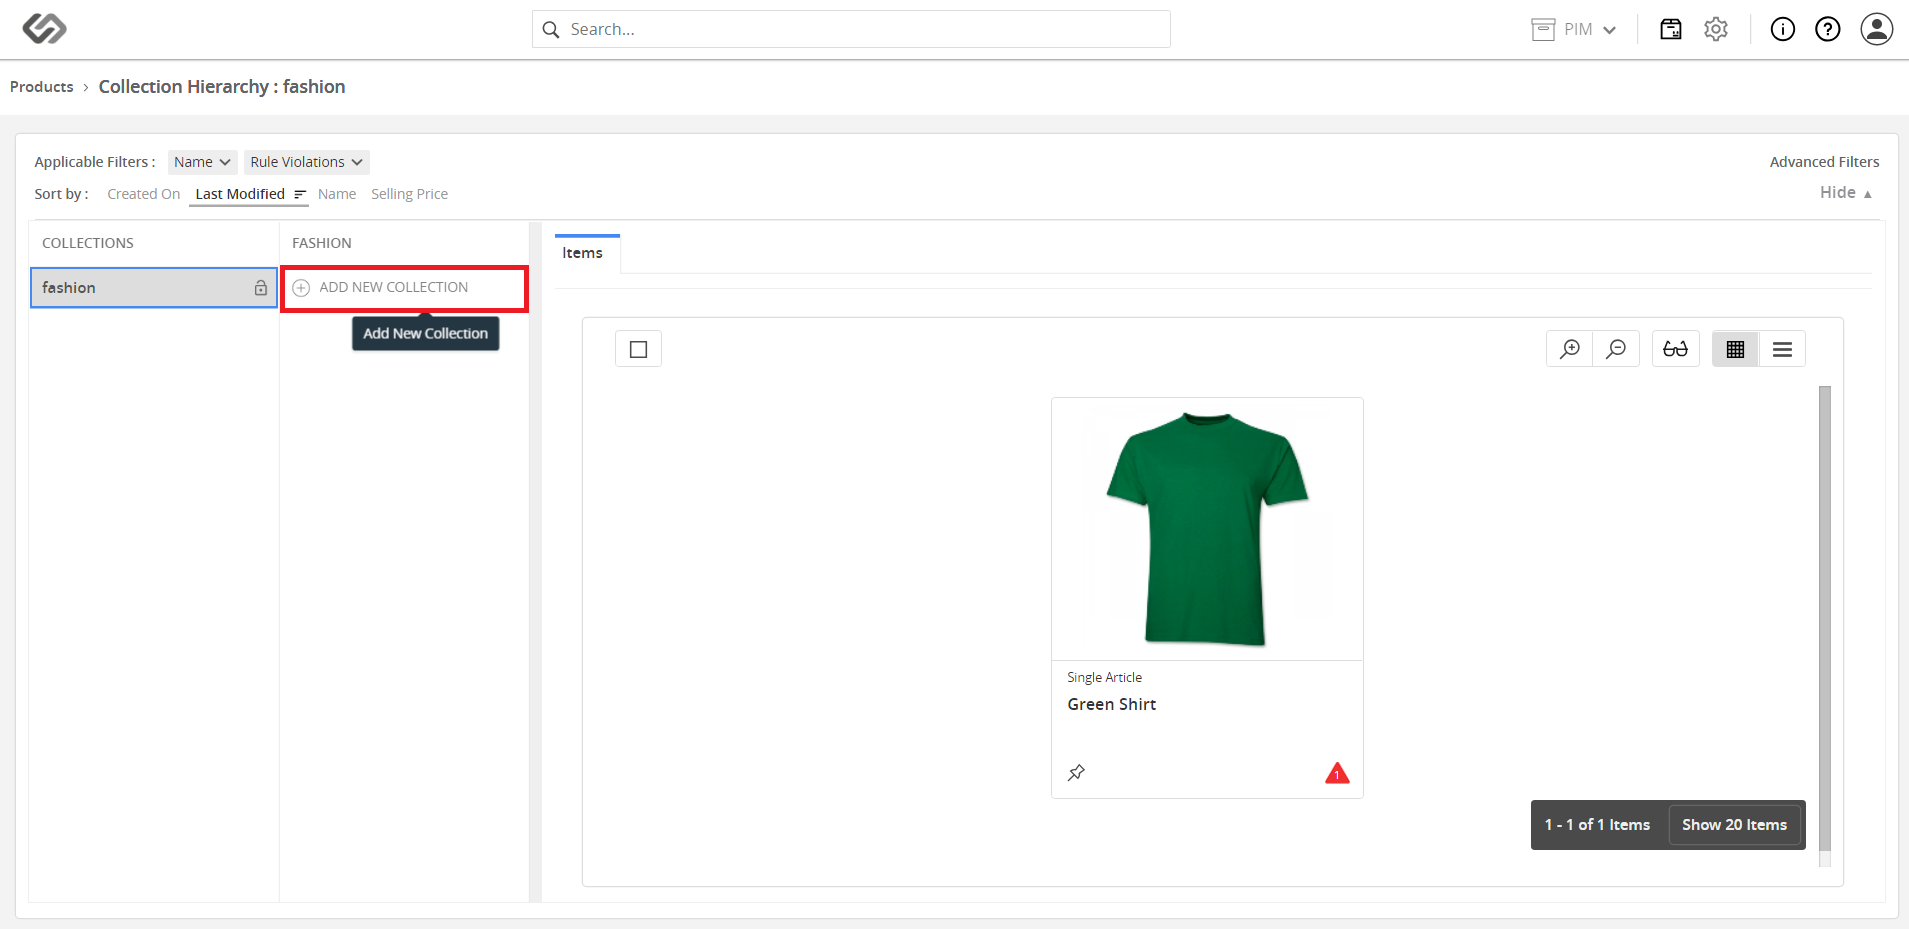 Search...
PIM
Products › Collection Hierarchy : fashion
Applicable Filters : Name Rule Violations
Advanced Filters
Sort by : Created On Last Modified Name Selling Price
Hide ▲
COLLECTIONS
FASHION
Items
fashion
ADD NEW COLLECTION
Add New Collection
Single Article
Green Shirt
1
1 - 1 of 1 Items
Show 20 Items